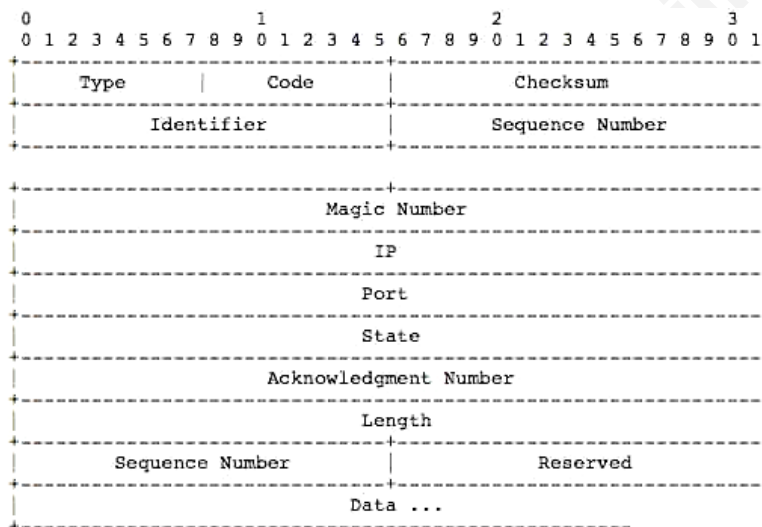 0                   1                   2                   3
0 1 2 3 4 5 6 7 8 9 0 1 2 3 4 5 6 7 8 9 0 1 2 3 4 5 6 7 8 9 0 1
Type | Code | Checksum
Identifier | Sequence Number
Magic Number
IP
Port
State
Acknowledgment Number
Length
Sequence Number | Reserved
Data ...